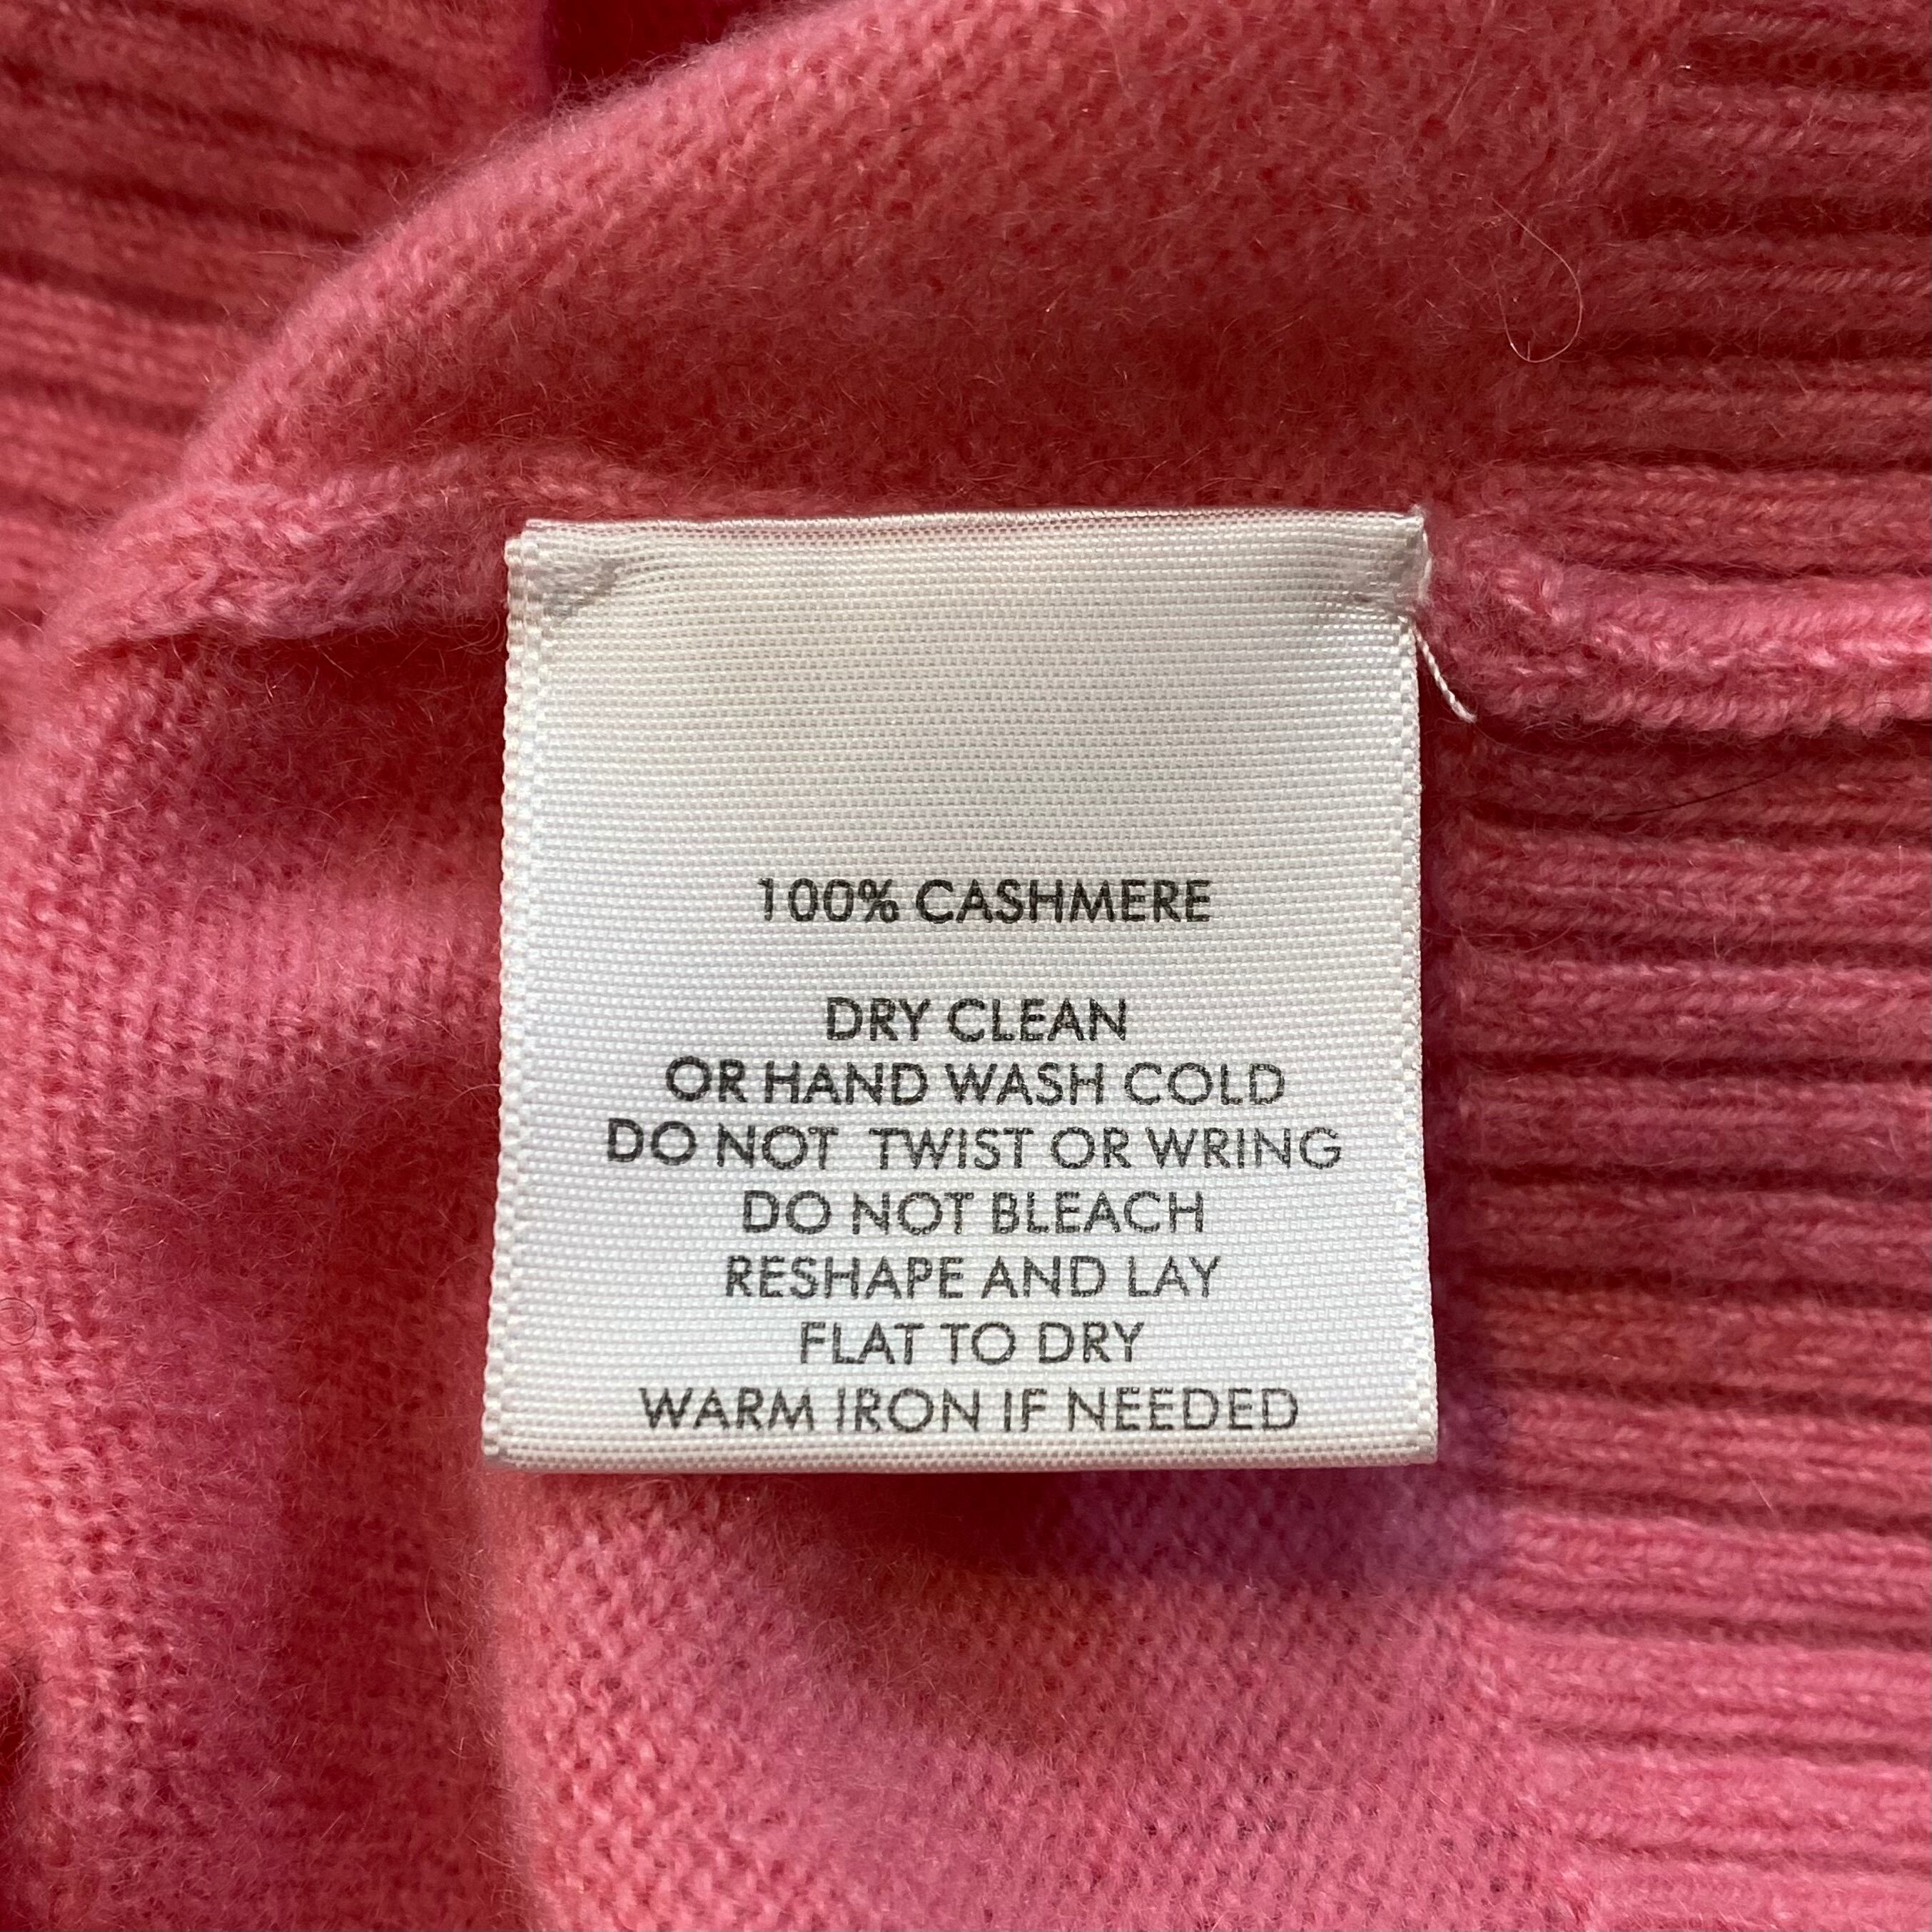 100% CASHMERE
DRY CLEAN
OR HAND WASH COLD
DO NOT TWIST OR WRING
DO NOT BLEACH
RESHAPE AND LAY
FLAT TO DRY
WARM IRON IF NEEDED